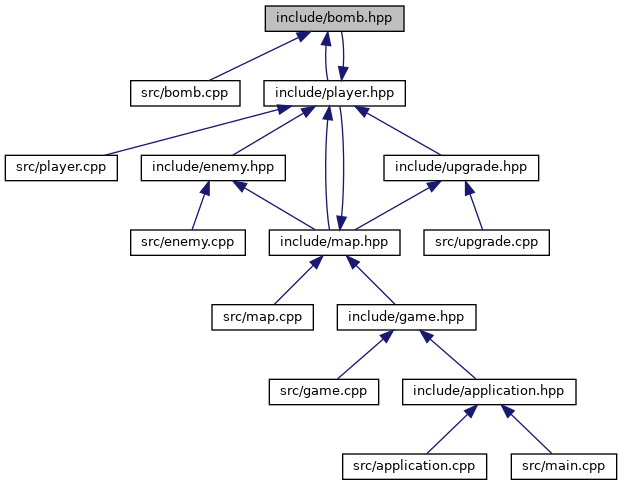 include/bomb.hpp
src/bomb.cpp
include/player.hpp
src/player.cpp
include/enemy.hpp
include/upgrade.hpp
src/enemy.cpp
include/map.hpp
src/upgrade.cpp
src/map.cpp
include/game.hpp
src/game.cpp
include/application.hpp
src/application.cpp
src/main.cpp